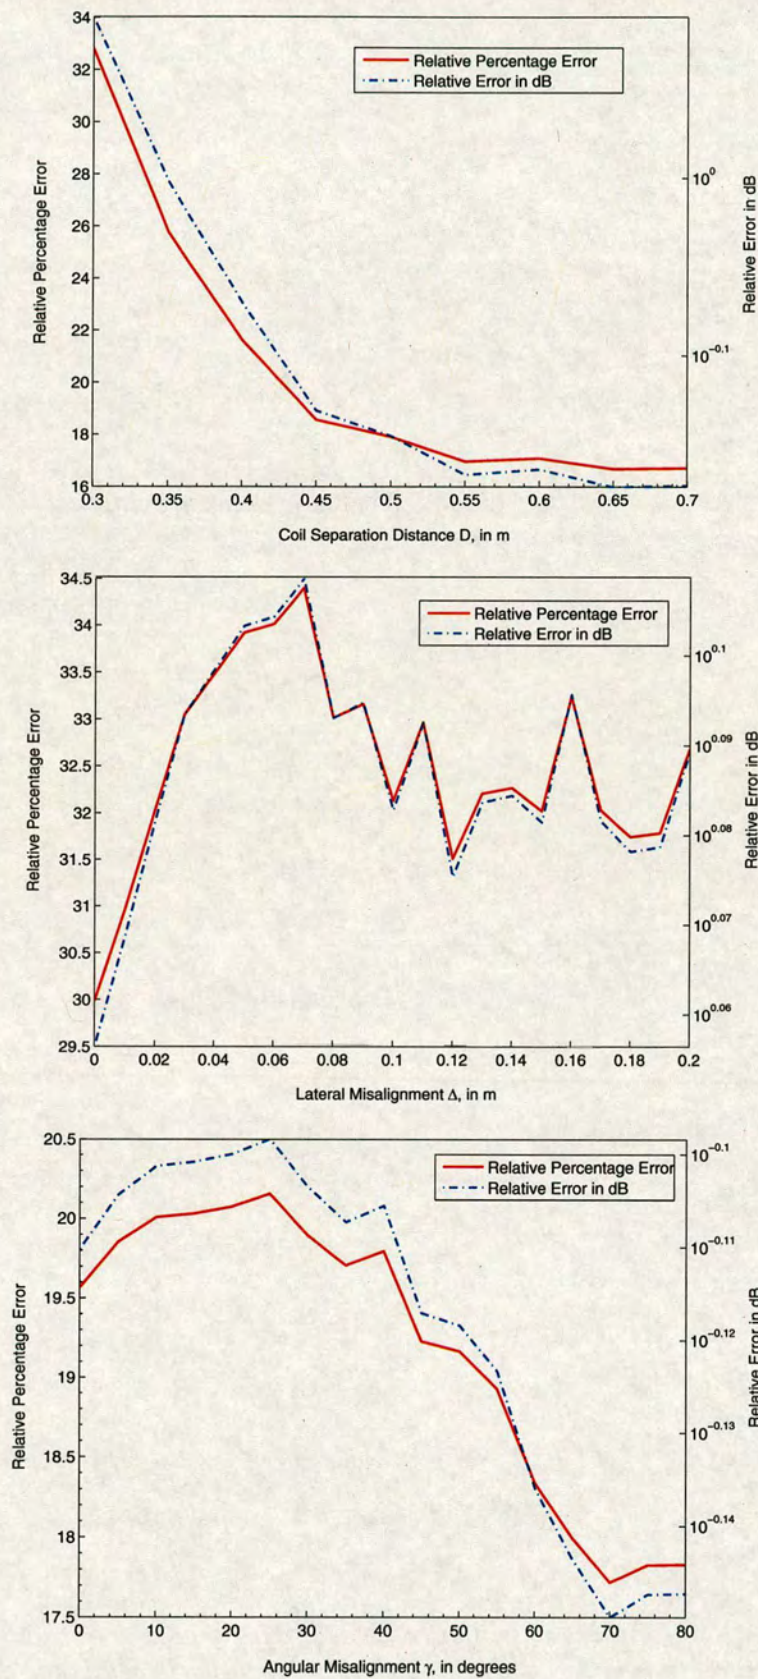 34
32
30
28
26
24
22
20
18
16
Relative Percentage Error
0.3 0.35 0.4 0.45 0.5 0.55 0.6 0.65 0.7
Coil Separation Distance D, in m
Relative Percentage Error
Relative Error in dB
10^0
10^-0.1
Relative Error in dB
34.5
34
33.5
33
32.5
32
31.5
31
30.5
30
29.5
Relative Percentage Error
0 0.02 0.04 0.06 0.08 0.1 0.12 0.14 0.16 0.18 0.2
Lateral Misalignment Δ, in m
Relative Percentage Error
Relative Error in dB
10^0.1
10^0.09
10^0.08
10^0.07
10^0.06
Relative Error in dB
20.5
20
19.5
19
18.5
18
17.5
Relative Percentage Error
0 10 20 30 40 50 60 70 80
Angular Misalignment γ, in degrees
Relative Percentage Error
Relative Error in dB
10^-0.1
10^-0.11
10^-0.12
10^-0.13
10^-0.14
Relative Error in dB